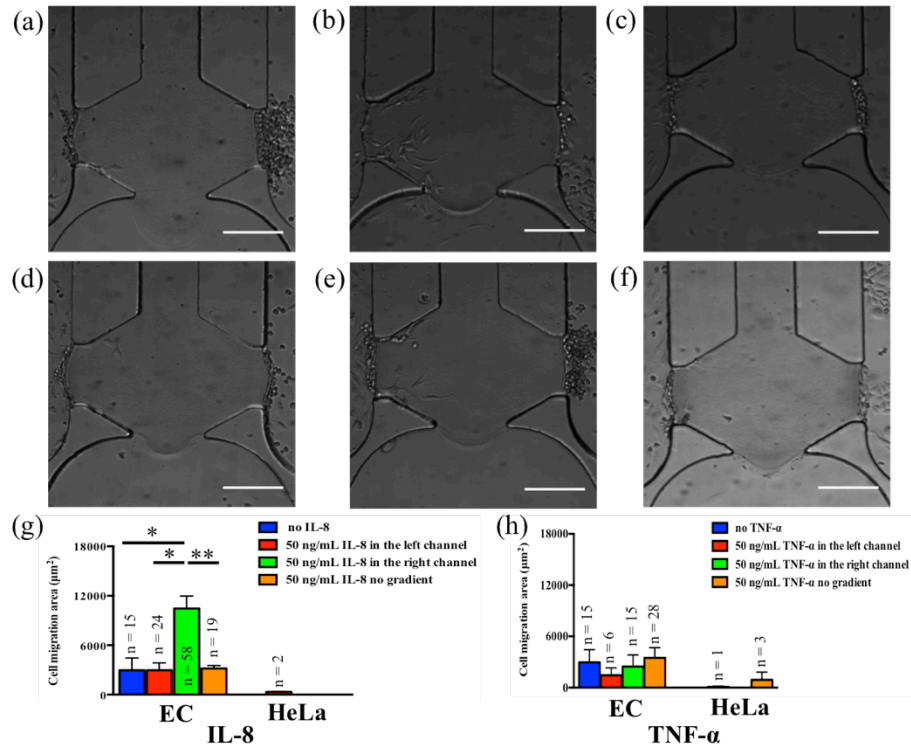 (a)
(b)
(c)
(d)
(e)
(f)
(g)
no IL-8
50 ng/mL IL-8 in the left channel
50 ng/mL IL-8 in the right channel
50 ng/mL IL-8 no gradient
*
* **
18000
12000
6000
0
Cell migration area (μm²)
n = 15
n = 24
n = 58
n = 19
n = 2
EC HeLa
IL-8
(h)
no TNF-α
50 ng/mL TNF-α in the left channel
50 ng/mL TNF-α in the right channel
50 ng/mL TNF-α no gradient
18000
12000
6000
0
Cell migration area (μm²)
n = 15
n = 6
n = 15
n = 28
n = 1
n = 3
EC HeLa
TNF-α